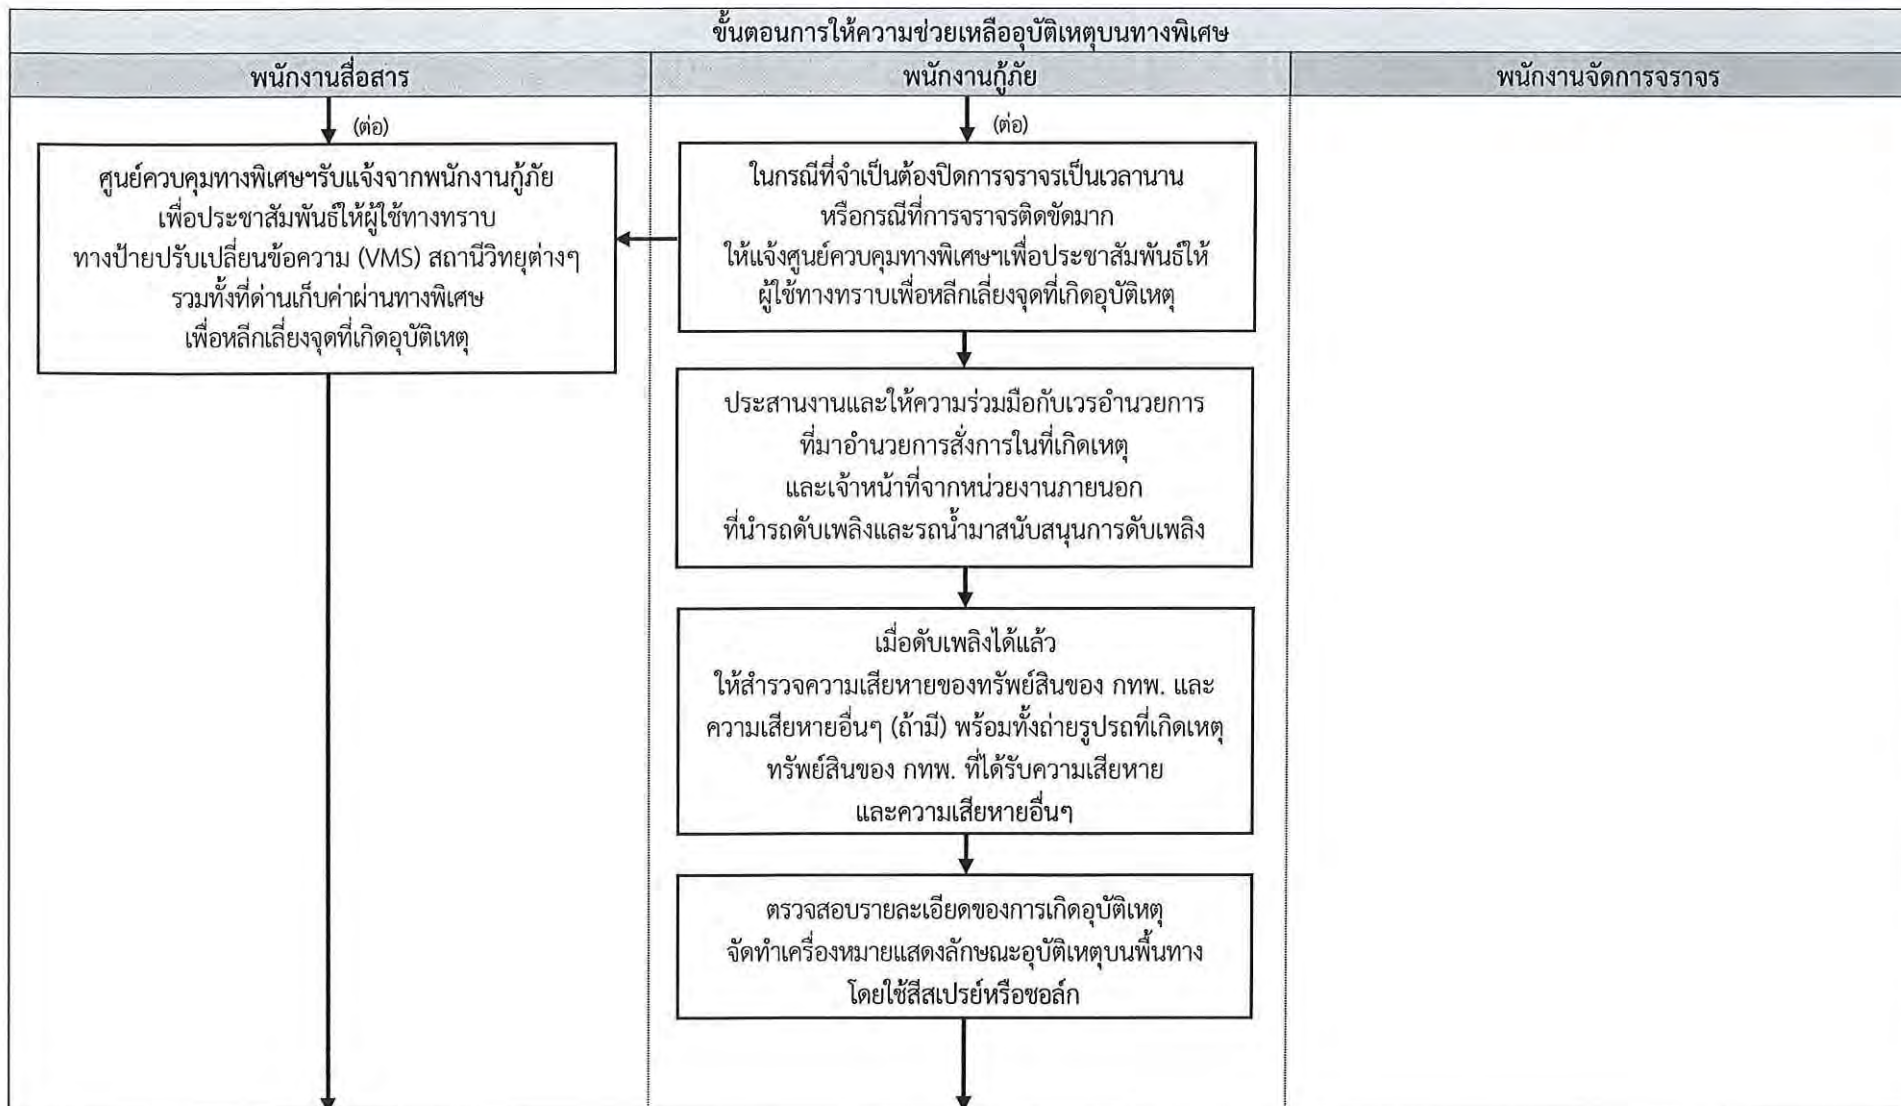 ขั้นตอนการให้ความช่วยเหลืออุบัติเหตุบนทางพิเศษ
พนักงานสื่อสาร
พนักงานกู้ภัย
พนักงานจัดการจราจร
(ต่อ)
ศูนย์ควบคุมทางพิเศษฯรับแจ้งจากพนักงานกู้ภัย
เพื่อประชาสัมพันธ์ให้ผู้ใช้ทางทราบ
ทางป้ายปรับเปลี่ยนข้อความ (VMS) สถานีวิทยุต่างๆ
รวมทั้งที่ด่านเก็บค่าผ่านทางพิเศษ
เพื่อหลีกเลี่ยงจุดที่เกิดอุบัติเหตุ
(ต่อ)
ในกรณีที่จำเป็นต้องปิดการจราจรเป็นเวลานาน
หรือกรณีที่การจราจรติดขัดมาก
ให้แจ้งศูนย์ควบคุมทางพิเศษฯเพื่อประชาสัมพันธ์ให้
ผู้ใช้ทางทราบเพื่อหลีกเลี่ยงจุดที่เกิดอุบัติเหตุ
ประสานงานและให้ความร่วมมือกับเวรอำนวยการ
ที่มาอำนวยการสั่งการในที่เกิดเหตุ
และเจ้าหน้าที่จากหน่วยงานภายนอก
ที่นำรถดับเพลิงและรถน้ำมาสนับสนุนการดับเพลิง
เมื่อดับเพลิงได้แล้ว
ให้สำรวจความเสียหายของทรัพย์สินของ กทพ. และ
ความเสียหายอื่นๆ (ถ้ามี) พร้อมทั้งถ่ายรูปรถที่เกิดเหตุ
ทรัพย์สินของ กทพ. ที่ได้รับความเสียหาย
และความเสียหายอื่นๆ
ตรวจสอบรายละเอียดของการเกิดอุบัติเหตุ
จัดทำเครื่องหมายแสดงลักษณะอุบัติเหตุบนพื้นทาง
โดยใช้สีสเปรย์หรือชอล์ก